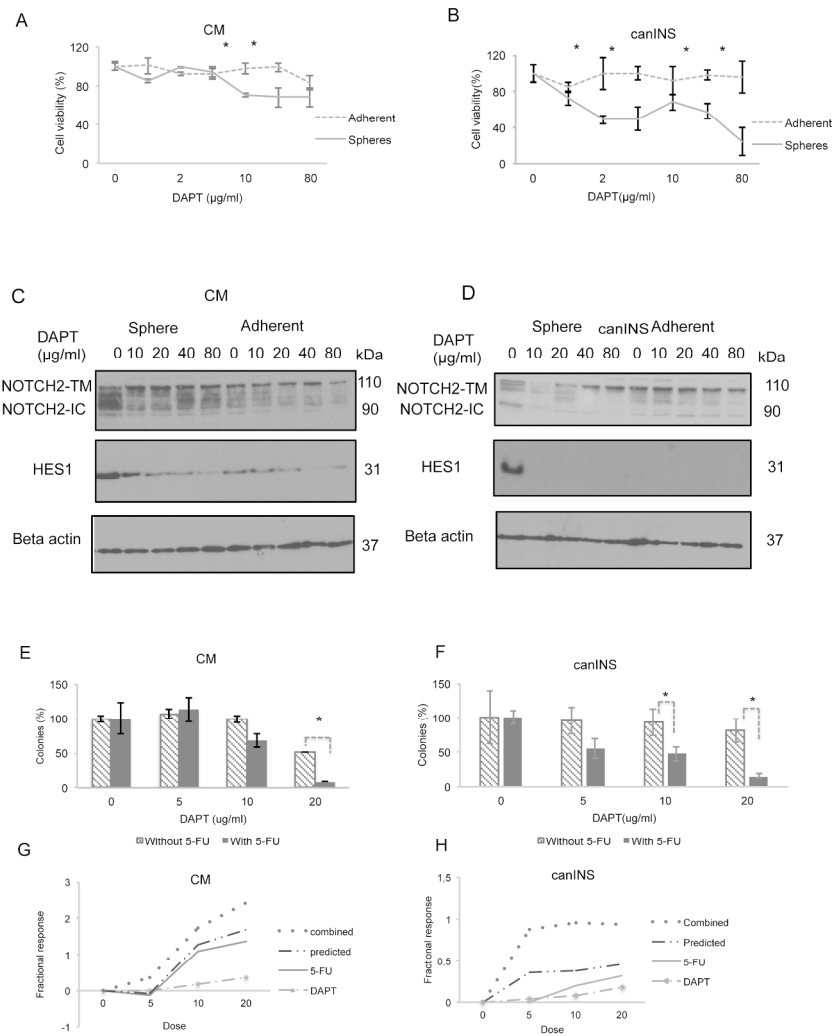 A
CM
* *
120
80
40
0
Cell viability (%)
0 2 10 80
DAPT (µg/ml)
Adherent
Spheres
B
canINS
* * * *
120
80
40
0
Cell viability(%)
0 2 10 80
DAPT(µg/ml)
Adherent
Spheres
C
CM
DAPT (µg/ml)
Sphere Adherent
0 10 20 40 80 0 10 20 40 80 kDa
NOTCH2-TM 110
NOTCH2-IC 90
HES1 31
Beta actin 37
D
DAPT (µg/ml)
Sphere canINS Adherent
0 10 20 40 80 0 10 20 40 80 kDa
NOTCH2-TM 110
NOTCH2-IC 90
HES1 31
Beta actin 37
E
CM
150
100
50
0
Colonies (%)
*
0 5 10 20
DAPT (ug/ml)
Without 5-FU With 5-FU
F
canINS
150
100
50
0
Colonies (%)
* *
0 5 10 20
DAPT(ug/ml)
Without 5-FU With 5-FU
G
CM
3
2
1
0
-1
Fractional response
0 5 10 20
Dose
combined
predicted
5-FU
DAPT
H
canINS
1,5
1
0,5
0
Fractional response
0 5 10 20
Dose
Combined
Predicted
5-FU
DAPT